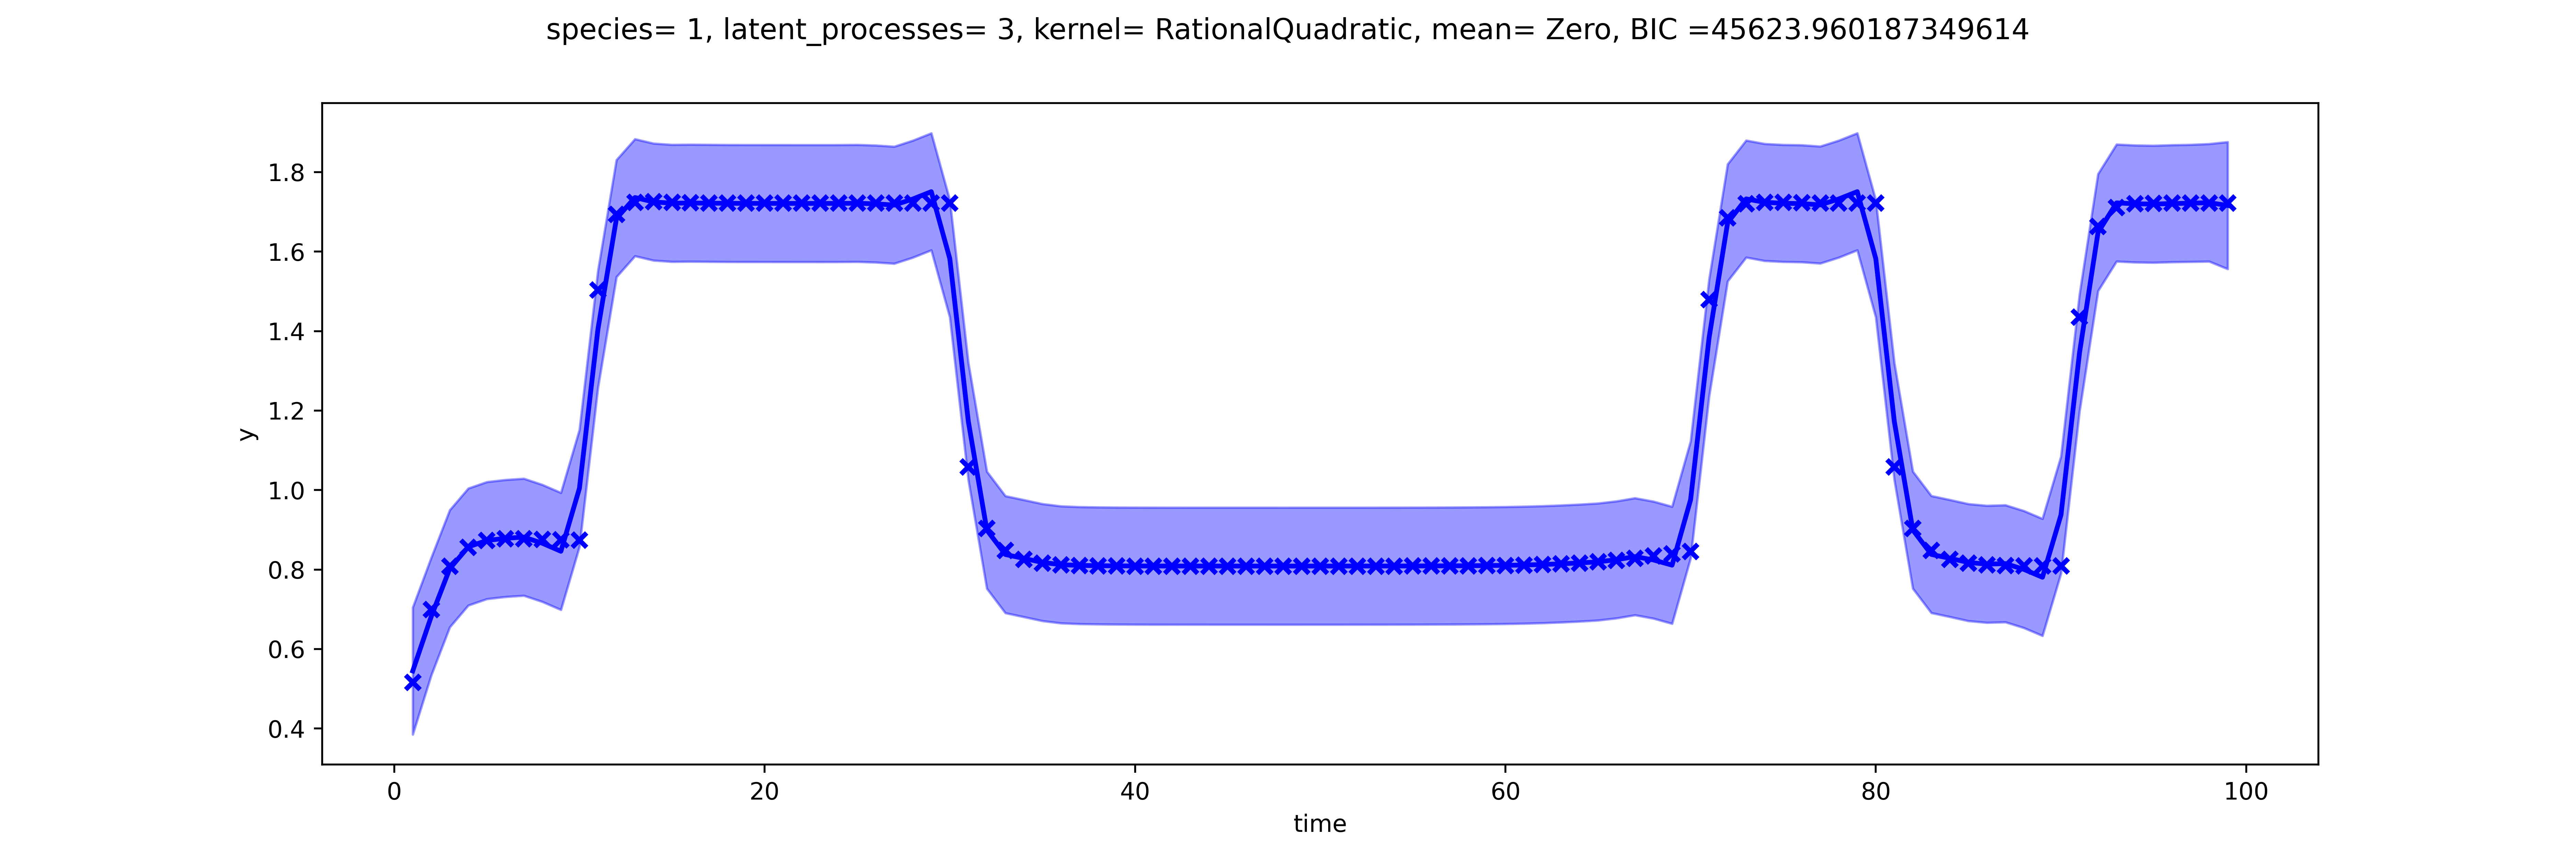 species= 1, latent_processes= 3, kernel= RationalQuadratic, mean= Zero, BIC =45623.960187349614
1.8
1.6
1.4
1.2
1.0
0.8
0.6
0.4
y
0 20 40 60 80 100
time